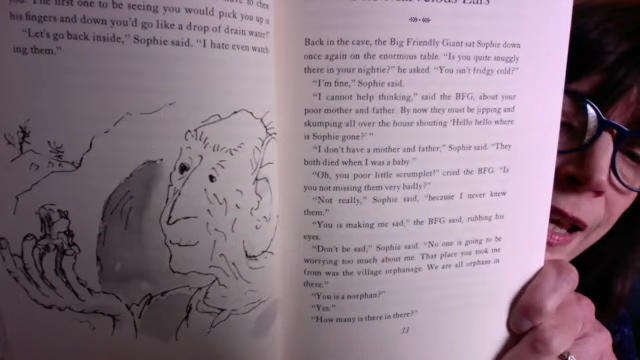 The first one to be seeing you would pick you up in
his fingers and down you'd go like a drop of drain water!"
"Let's go back inside," Sophie said. "I hate even watch-
ing them."
Back in the cave, the Big Friendly Giant sat Sophie down
once again on the enormous table. "Is you quite snuggly
there in your nightie?" he asked. "You isn't fridgy cold?"
"I'm fine," Sophie said.
"I cannot help thinking," said the BFG, about your
poor mother and father. By now they must be jipping and
skumping all over the house shouting 'Hello hello where
is Sophie gone?'"
"I don't have a mother and father," Sophie said. "They
both died when I was a baby."
"Oh, you poor little scrumplet!" cried the BFG. "Is
you not missing them very badly?"
"Not really," Sophie said, "because I never knew
them."
"You is making me sad," the BFG said, rubbing his
eyes.
"Don't be sad," Sophie said. "No one is going to be
worrying too much about me. That place you took me
from was the village orphanage. We are all orphans in
there."
"You is a norphan?"
"Yes."
"How many is there in there?"
33